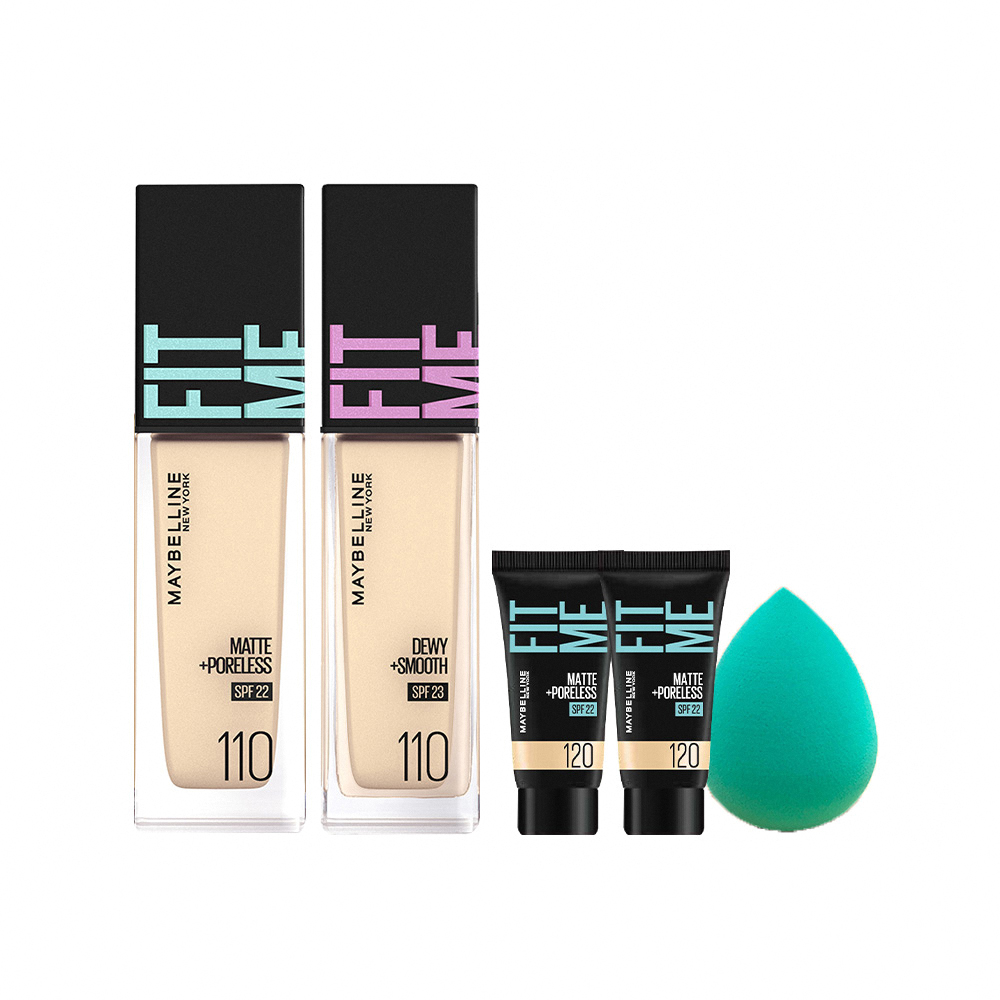 FIT
ME
MAYBELLINE
NEW YORK
MATTE
+PORELESS
SPF 22
110
FIT
ME
MAYBELLINE
NEW YORK
DEWY
+SMOOTH
SPF 23
110
FIT
ME
MAYBELLINE
NEW YORK
MATTE
+PORELESS
SPF 22
120
FIT
ME
MAYBELLINE
NEW YORK
MATTE
+PORELESS
SPF 22
120